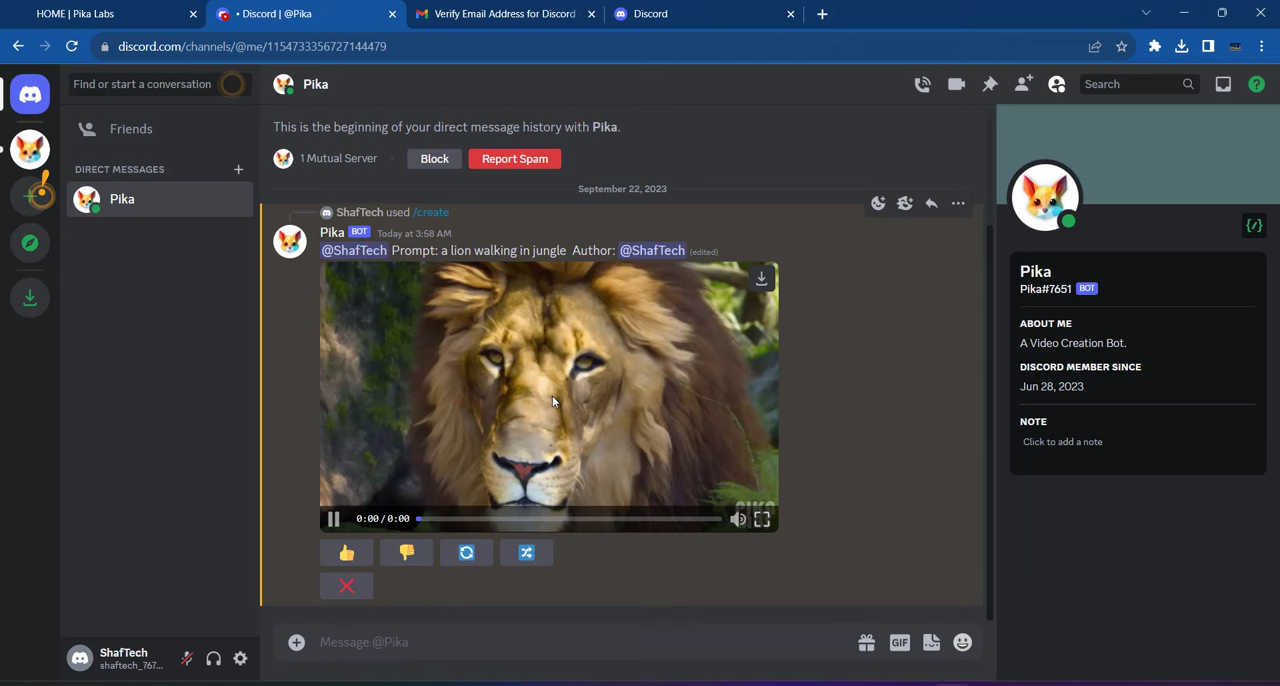 HOME | Pika Labs
• Discord | @Pika
Verify Email Address for Discord
Discord
discord.com/channels/@me/1154733356727144479
Find or start a conversation
Pika
Search
Friends
DIRECT MESSAGES
Pika
This is the beginning of your direct message history with Pika.
1 Mutual Server
Block
Report Spam
September 22, 2023
ShafTech used /create
Pika BOT Today at 3:58 AM
@ShafTech Prompt: a lion walking in jungle Author: @ShafTech (edited)
0:00/0:00
Message @Pika
GIF
ShafTech
shaftech_767...
Pika
Pika#7651 BOT
ABOUT ME
A Video Creation Bot.
DISCORD MEMBER SINCE
Jun 28, 2023
NOTE
Click to add a note